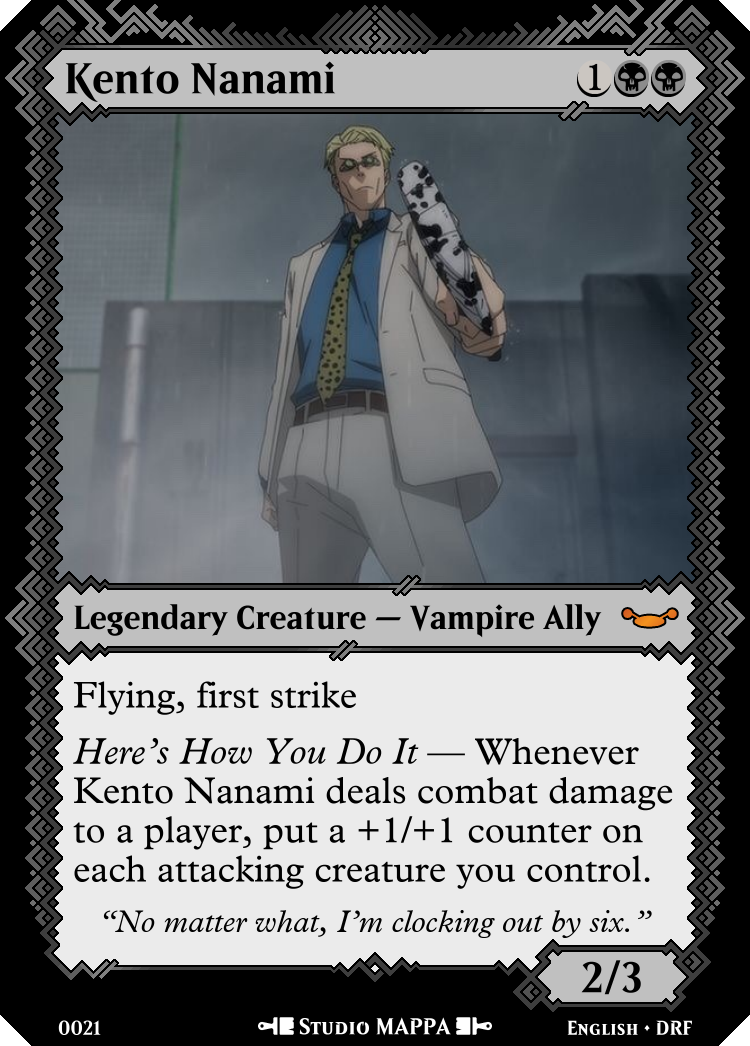 Kento Nanami 1
Legendary Creature — Vampire Ally
Flying, first strike
Here's How You Do It — Whenever
Kento Nanami deals combat damage
to a player, put a +1/+1 counter on
each attacking creature you control.
“No matter what, I'm clocking out by six.”
2/3
0021 Studio MAPPA English • DRF